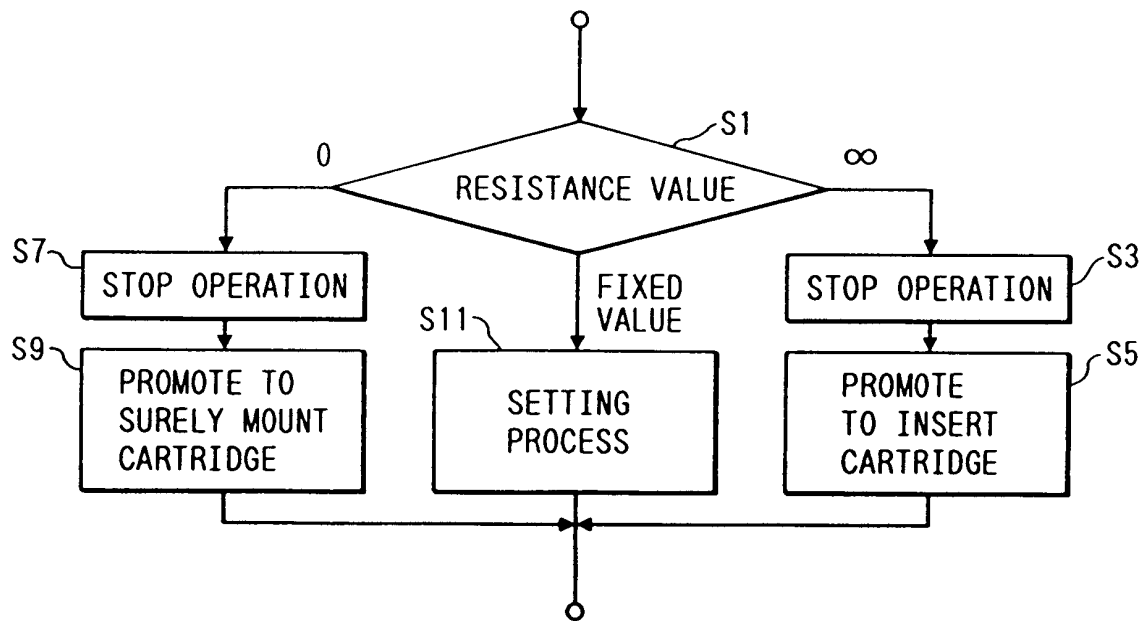 S1
0
∞
RESISTANCE VALUE
S7
STOP OPERATION
S3
STOP OPERATION
FIXED
VALUE
S9
PROMOTE TO
SURELY MOUNT
CARTRIDGE
S11
SETTING
PROCESS
S5
PROMOTE
TO INSERT
CARTRIDGE